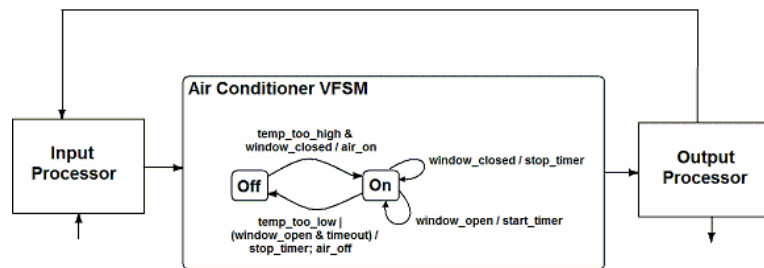 Air Conditioner VFSM
temp_too_high &
window_closed / air_on
Input
Processor
Off
On
window_closed / stop_timer
window_open / start_timer
temp_too_low |
(window_open & timeout) /
stop_timer; air_off
Output
Processor